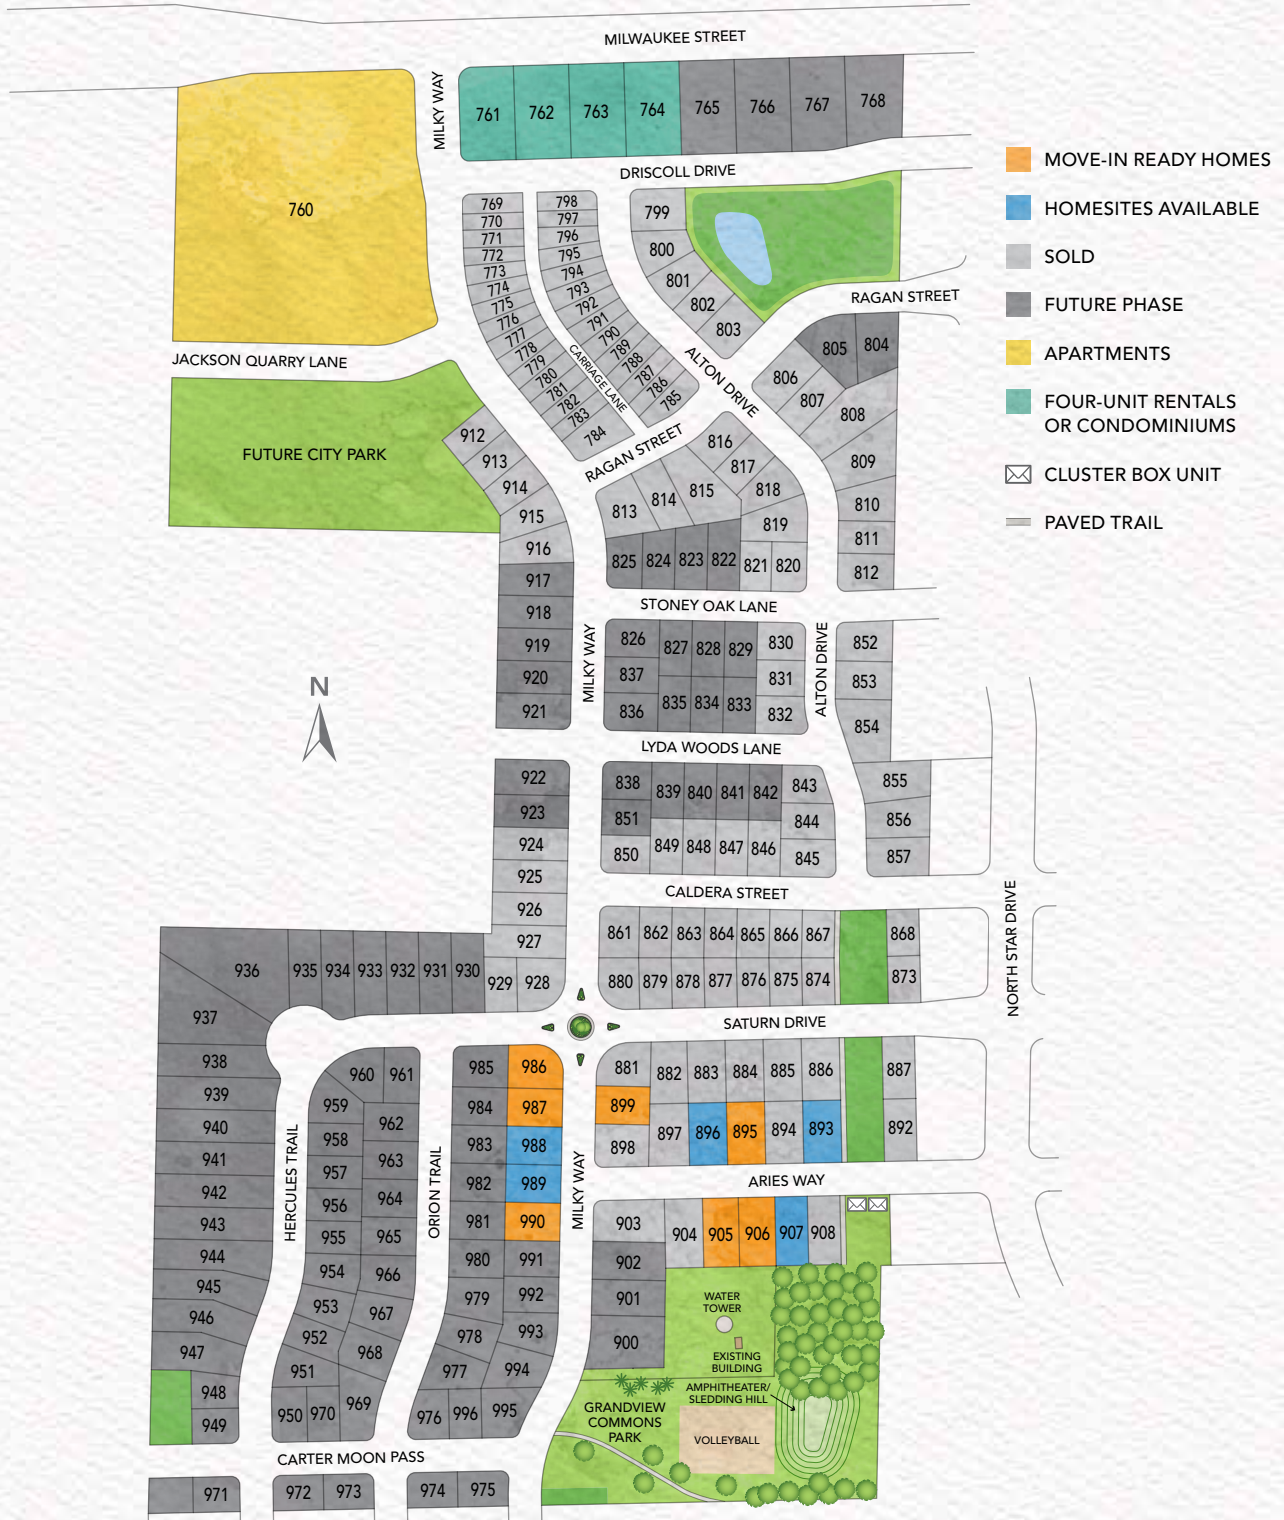 MILWAUKEE STREET
MILKY WAY
761 762 763 764 765 766 767 768
DRISCOLL DRIVE
760
JACKSON QUARRY LANE
FUTURE CITY PARK
MOVE-IN READY HOMES
HOMESITES AVAILABLE
SOLD
FUTURE PHASE
APARTMENTS
FOUR-UNIT RENTALS
OR CONDOMINIUMS
CLUSTER BOX UNIT
PAVED TRAIL
769
770
771
772
773
774
775
776
777
778
779
780
781
782
783
784
798
797
796
795
794
793
792
791
790
789
788
787
786
785
CARRIAGE LANE
799
800
801
802
803
ALTON DRIVE
RAGAN STREET
805 804
806
807
808
809
810
811
812
RAGAN STREET
816
817
818
819
813 814 815
825 824 823 822 821 820
912
913
914
915
916
917
918
919
920
921
STONEY OAK LANE
MILKY WAY
826 827 828 829 830
837 831
836 835 834 833 832
ALTON DRIVE
852
853
854
N
LYDA WOODS LANE
922
923
924
925
926
927
838 839 840 841 842 843
851 844
850 849 848 847 846 845
855
856
857
CALDERA STREET
NORTH STAR DRIVE
861 862 863 864 865 866 867 868
880 879 878 877 876 875 874 873
936 935 934 933 932 931 930 929 928
SATURN DRIVE
937
938
939
940
941
942
943
944
945
946
947
948
949
HERCULES TRAIL
960 961
959
958
957
956
955
954
953
952
951
950 970 969
962
963
964
965
966
967
968
ORION TRAIL
985 986
984 987
983 988
982 989
981 990
980 991
979 992
978 993
977 994
976 996 995
MILKY WAY
881 882 883 884 885 886 887
899
898 897 896 895 894 893 892
ARIES WAY
903 904 905 906 907 908
902
901
900
WATER
TOWER
EXISTING
BUILDING
AMPHITHEATER/
SLEDDING HILL
GRANDVIEW
COMMONS
PARK
VOLLEYBALL
CARTER MOON PASS
971 972 973 974 975